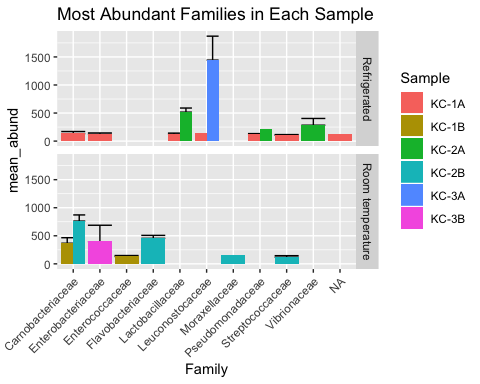 Most Abundant Families in Each Sample
mean_abund
1500
1000
500
0
Refrigerated
1500
1000
500
0
Room temperature
Carnobacteriaceae
Enterobacteriaceae
Enterococcaceae
Flavobacteriaceae
Lactobacillaceae
Leuconostocaceae
Moraxellaceae
Pseudomonadaceae
Streptococcaceae
Vibrionaceae
NA
Family
Sample
KC-1A
KC-1B
KC-2A
KC-2B
KC-3A
KC-3B